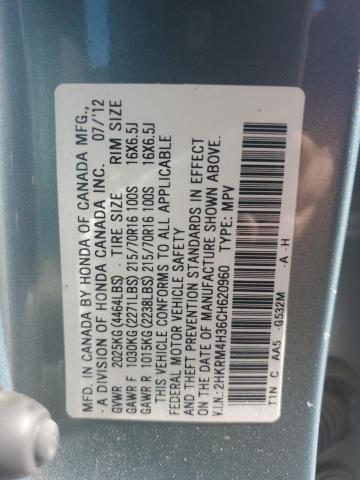 MFD. IN CANADA BY HONDA OF CANADA MFG.,
- A DIVISION OF HONDA CANADA INC. 07/'12
GVWR 2025KG(4464LBS) · TIRE SIZE RIM SIZE
GAWR F 1030KG(2271LBS) 215/70R16 100S 16X6.5J
GAWR R 1015KG(2238LBS) 215/70R16 100S 16X6.5J
THIS VEHICLE CONFORMS TO ALL APPLICABLE
FEDERAL MOTOR VEHICLE SAFETY
AND THEFT PREVENTION STANDARDS IN EFFECT
ON THE DATE OF MANUFACTURE SHOWN ABOVE.
V.I.N.: 2HKRM4H36CH620960 TYPE: MPV
T1N C AA5 -G532M -A -H